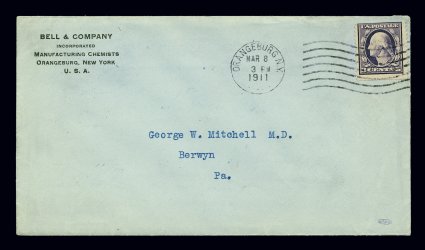 BELL & COMPANY
INCORPORATED
MANUFACTURING CHEMISTS
ORANGEBURG, NEW YORK
U. S. A.
ORANGEBURG, N.Y.
MAR 8
3 PM
1911
U.S. POSTAGE
CENTS
George W. Mitchell M.D.
Berwyn
Pa.